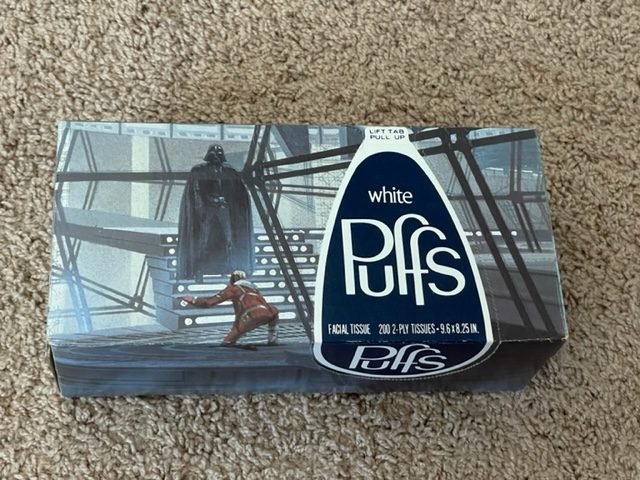 LIFT TAB
PULL UP
white
Puffs
FACIAL TISSUE 200 2-PLY TISSUES • 9.6 x 8.25 IN.
Puffs